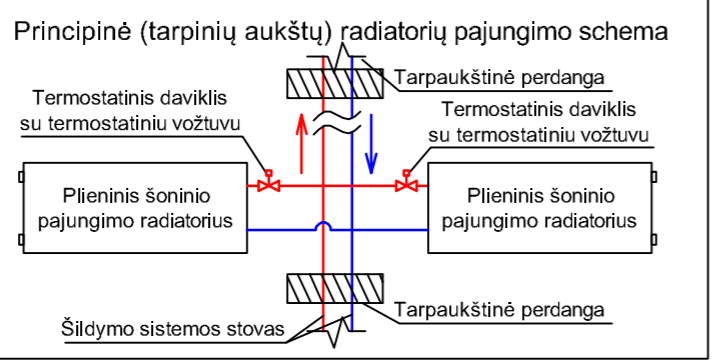 Principinė (tarpinių aukštų) radiatorių pajungimo schema
Tarpaukštinė perdanga
Termostatinis daviklis
su termostatiniu vožtuvu
Termostatinis daviklis
su termostatiniu vožtuvu
Plieninis šoninio
pajungimo radiatorius
Plieninis šoninio
pajungimo radiatorius
Tarpaukštinė perdanga
Šildymo sistemos stovas